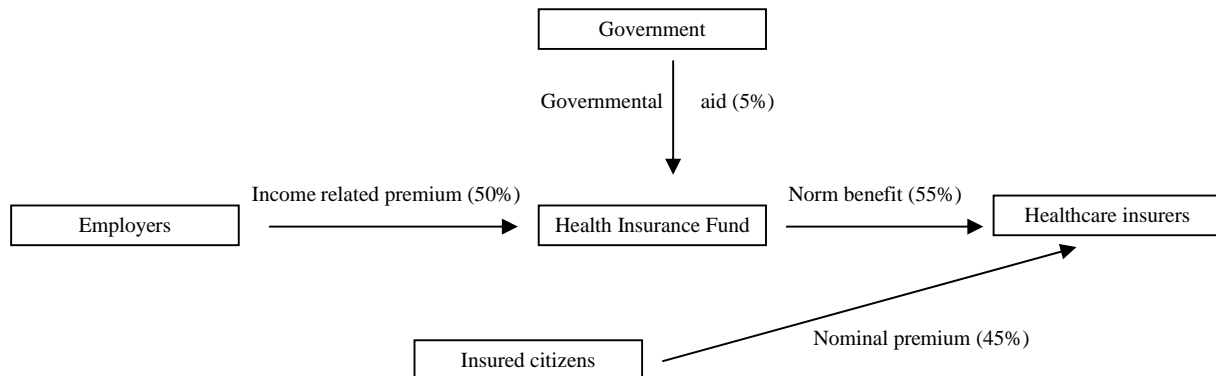 Government
Governmental aid (5%)
Income related premium (50%)
Norm benefit (55%)
Employers
Health Insurance Fund
Healthcare insurers
Nominal premium (45%)
Insured citizens